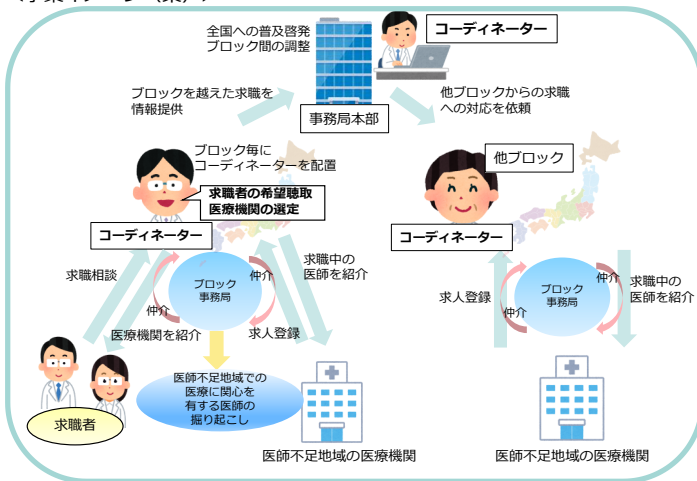 全国への普及啓発
ブロック間の調整
コーディネーター
ブロックを越えた求職を
情報提供
他ブロックからの求職
への対応を依頼
事務局本部
ブロック毎に
コーディネーターを配置
他ブロック
求職者の希望聴取
医療機関の選定
コーディネーター
コーディネーター
求職相談
求職中の
医師を紹介
ブロック
事務局
仲介
仲介
医療機関を紹介
求人登録
求人登録
ブロック
事務局
仲介
仲介
求職中の
医師を紹介
医師不足地域での
医療に関心を
有する医師の
掘り起こし
求職者
医師不足地域の医療機関
医師不足地域の医療機関